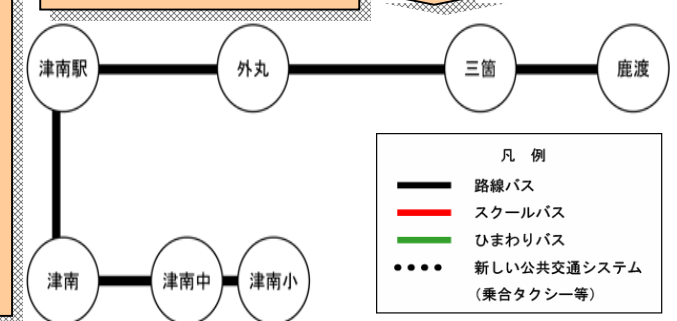 津南駅
外丸
三箇
鹿渡
津南
津南中
津南小
凡 例
路線バス
スクールバス
ひまわりバス
新しい公共交通システム
(乗合タクシー等)